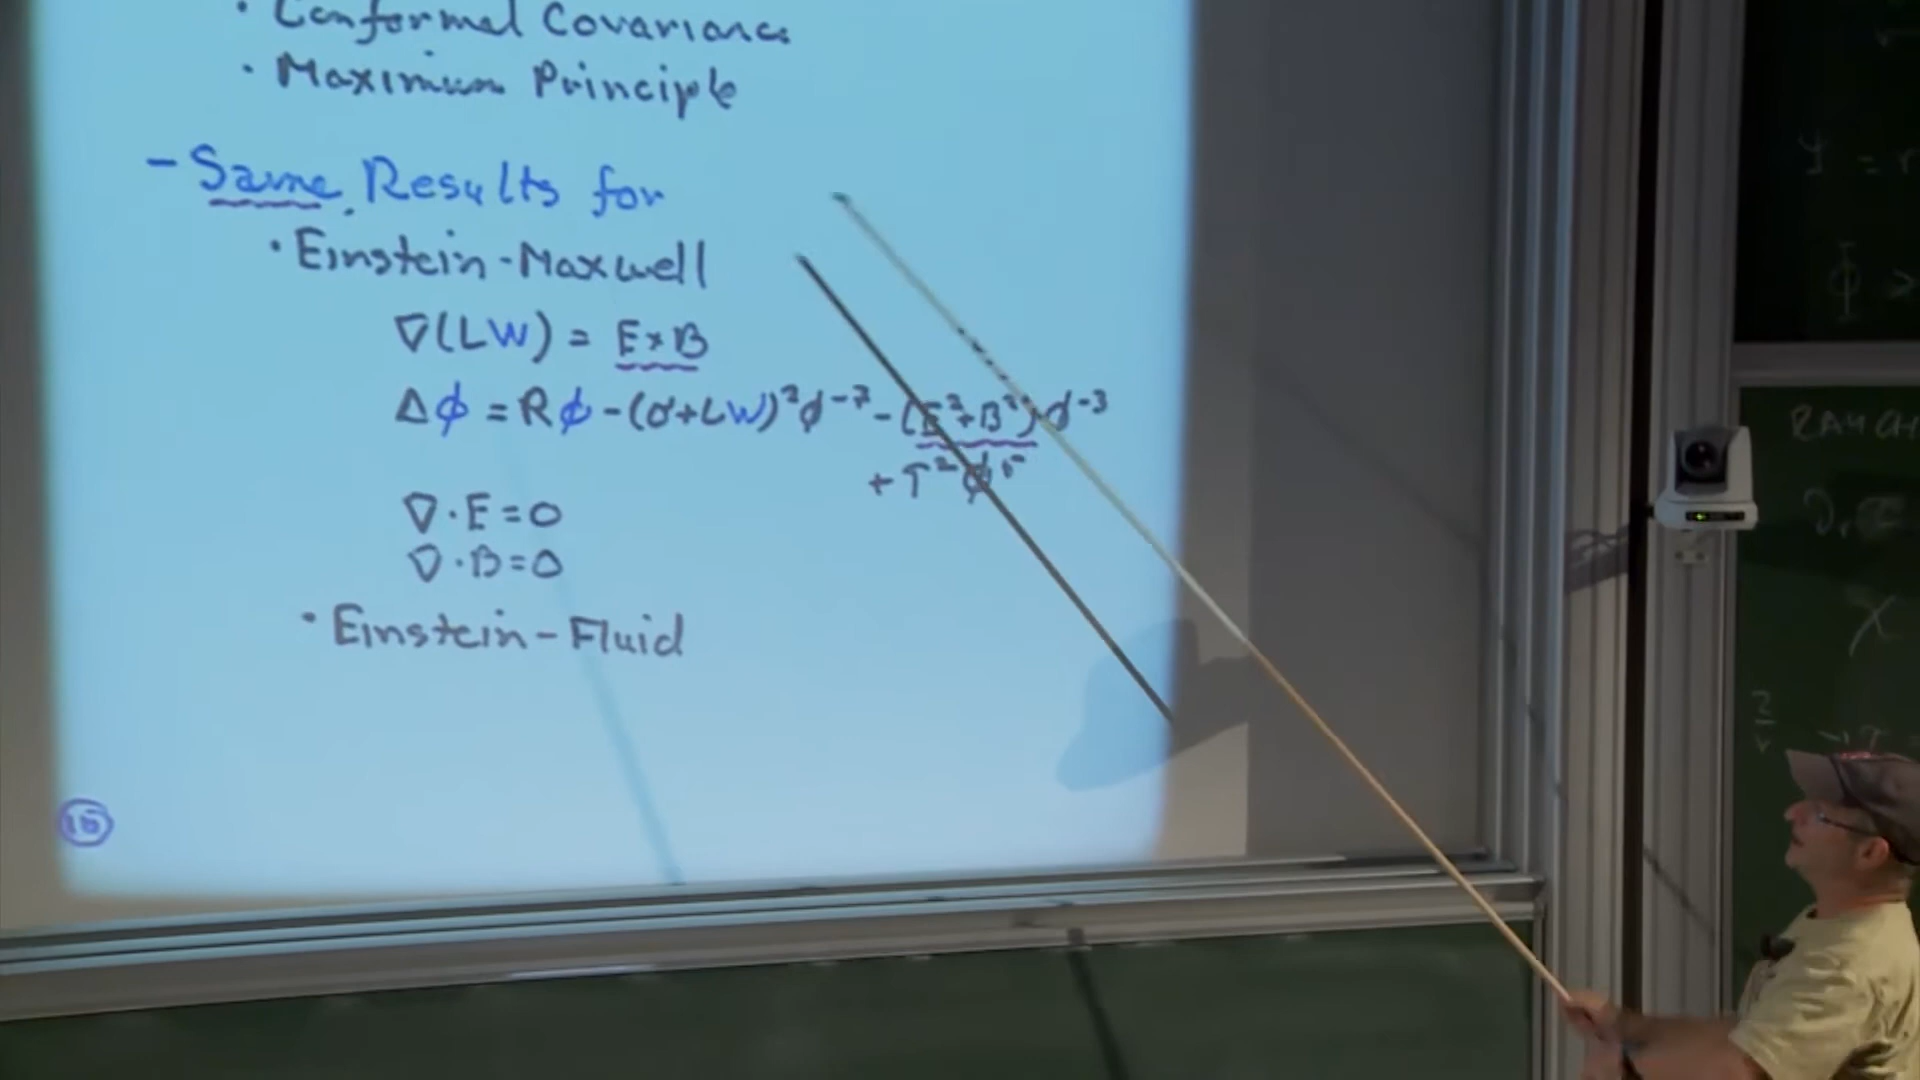 · Conformal Covariance
· Maximum Principle
- Same Results for
· Einstein-Maxwell
∇(LW) = E×B
Δϕ = Rϕ - (σ+LW)²ϕ⁻⁷ - (E²+B²)ϕ⁻³
+ τ²ϕ⁵
∇·E=0
∇·B=0
· Einstein-Fluid